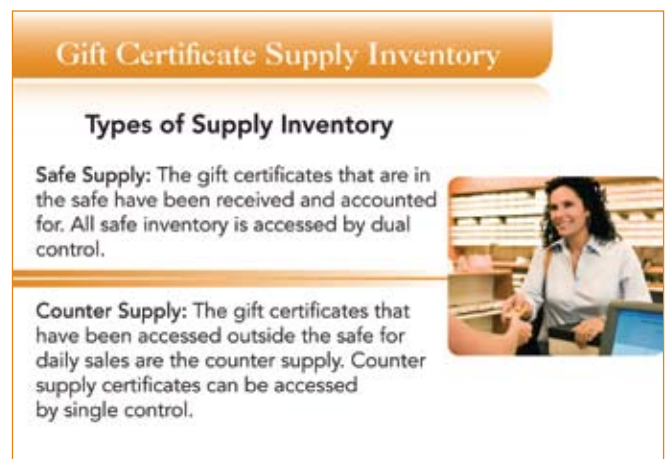 Gift Certificate Supply Inventory
Types of Supply Inventory
Safe Supply: The gift certificates that are in
the safe have been received and accounted
for. All safe inventory is accessed by dual
control.
Counter Supply: The gift certificates that
have been accessed outside the safe for
daily sales are the counter supply. Counter
supply certificates can be accessed
by single control.